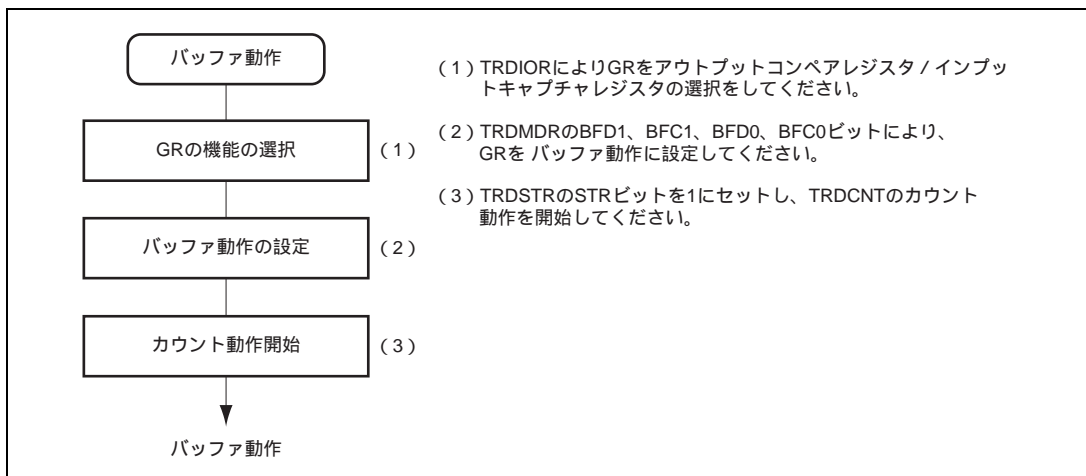 バッファ動作
GRの機能の選択
(1)
バッファ動作の設定
(2)
カウント動作開始
(3)
バッファ動作
(1)TRDIORによりGRをアウトプットコンペアレジスタ / インプッ
トキャプチャレジスタの選択をしてください。
(2)TRDMDRのBFD1、BFC1、BFD0、BFC0ビットにより、
GRを バッファ動作に設定してください。
(3)TRDSTRのSTRビットを1にセットし、TRDCNTのカウント
動作を開始してください。